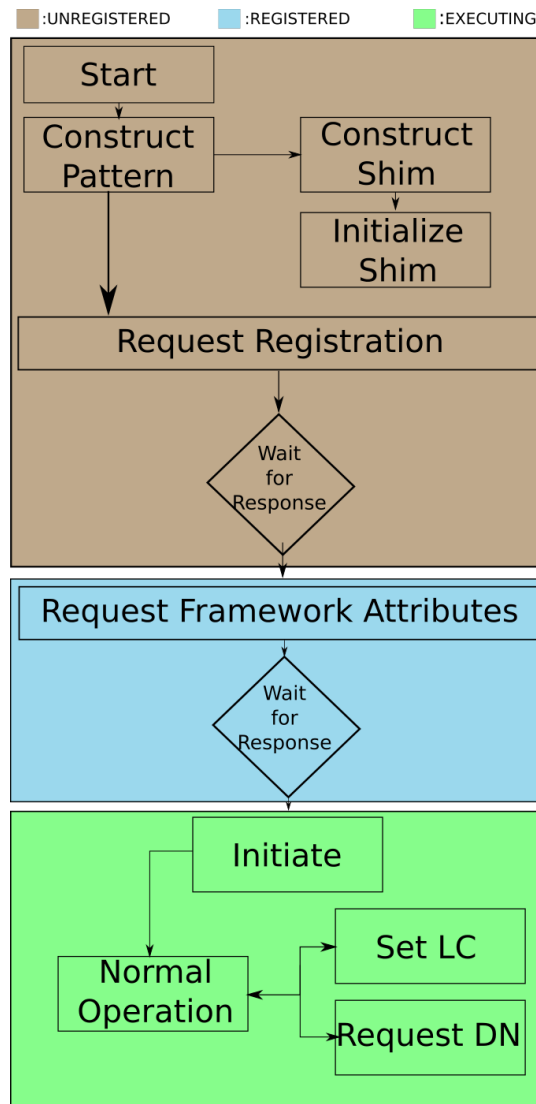 :UNREGISTERED :REGISTERED :EXECUTING
Start
Construct
Pattern
Construct
Shim
Initialize
Shim
Request Registration
Wait
for
Response
Request Framework Attributes
Wait
for
Response
Initiate
Normal
Operation
Set LC
Request DN